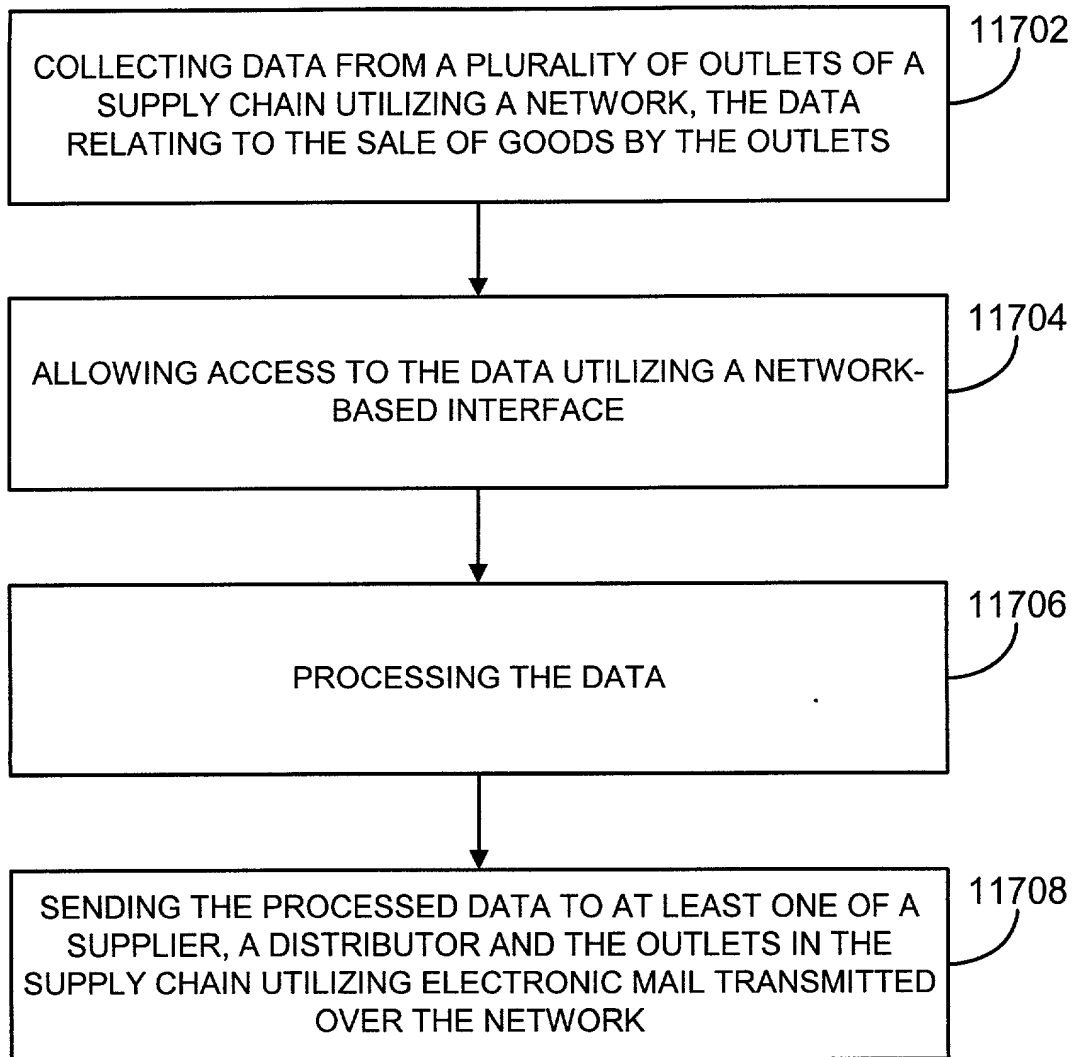 11702
COLLECTING DATA FROM A PLURALITY OF OUTLETS OF A
SUPPLY CHAIN UTILIZING A NETWORK, THE DATA
RELATING TO THE SALE OF GOODS BY THE OUTLETS
11704
ALLOWING ACCESS TO THE DATA UTILIZING A NETWORK-
BASED INTERFACE
11706
PROCESSING THE DATA
11708
SENDING THE PROCESSED DATA TO AT LEAST ONE OF A
SUPPLIER, A DISTRIBUTOR AND THE OUTLETS IN THE
SUPPLY CHAIN UTILIZING ELECTRONIC MAIL TRANSMITTED
OVER THE NETWORK